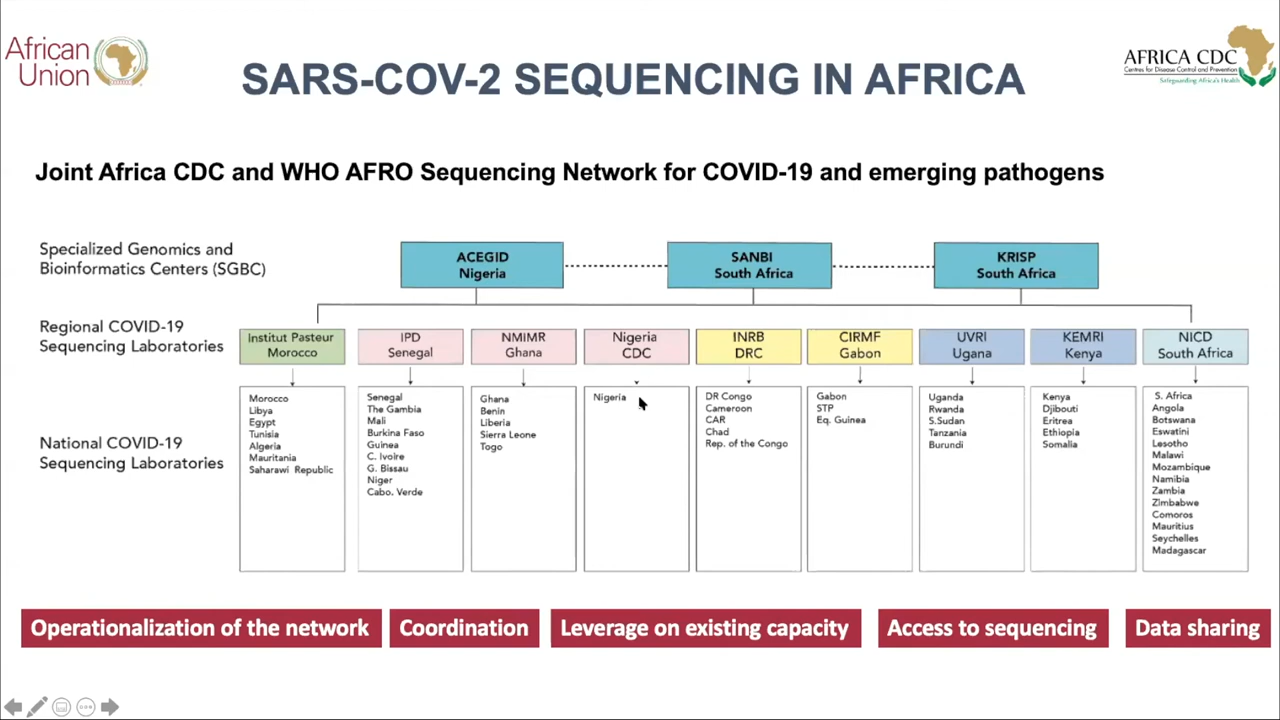 African
Union
SARS-COV-2 SEQUENCING IN AFRICA
AFRICA CDC
Centres for Disease Control and Prevention
Safeguarding Africa's Health
Joint Africa CDC and WHO AFRO Sequencing Network for COVID-19 and emerging pathogens
Specialized Genomics and
Bioinformatics Centers (SGBC)
ACEGID
Nigeria
SANBI
South Africa
KRISP
South Africa
Regional COVID-19
Sequencing Laboratories
Institut Pasteur
Morocco
IPD
Senegal
NMIMR
Ghana
Nigeria
CDC
INRB
DRC
CIRMF
Gabon
UVRI
Ugana
KEMRI
Kenya
NICD
South Africa
National COVID-19
Sequencing Laboratories
Morocco
Libya
Egypt
Tunisia
Algeria
Mauritania
Saharawi Republic
Senegal
The Gambia
Mali
Burkina Faso
Guinea
C. Ivoire
G. Bissau
Niger
Cabo. Verde
Ghana
Benin
Liberia
Sierra Leone
Togo
Nigeria
DR Congo
Cameroon
CAR
Chad
Rep. of the Congo
Gabon
STP
Eq. Guinea
Uganda
Rwanda
S.Sudan
Tanzania
Burundi
Kenya
Djibouti
Eritrea
Ethiopia
Somalia
S. Africa
Angola
Botswana
Eswatini
Lesotho
Malawi
Mozambique
Namibia
Zambia
Zimbabwe
Comoros
Mauritius
Seychelles
Madagascar
Operationalization of the network
Coordination
Leverage on existing capacity
Access to sequencing
Data sharing